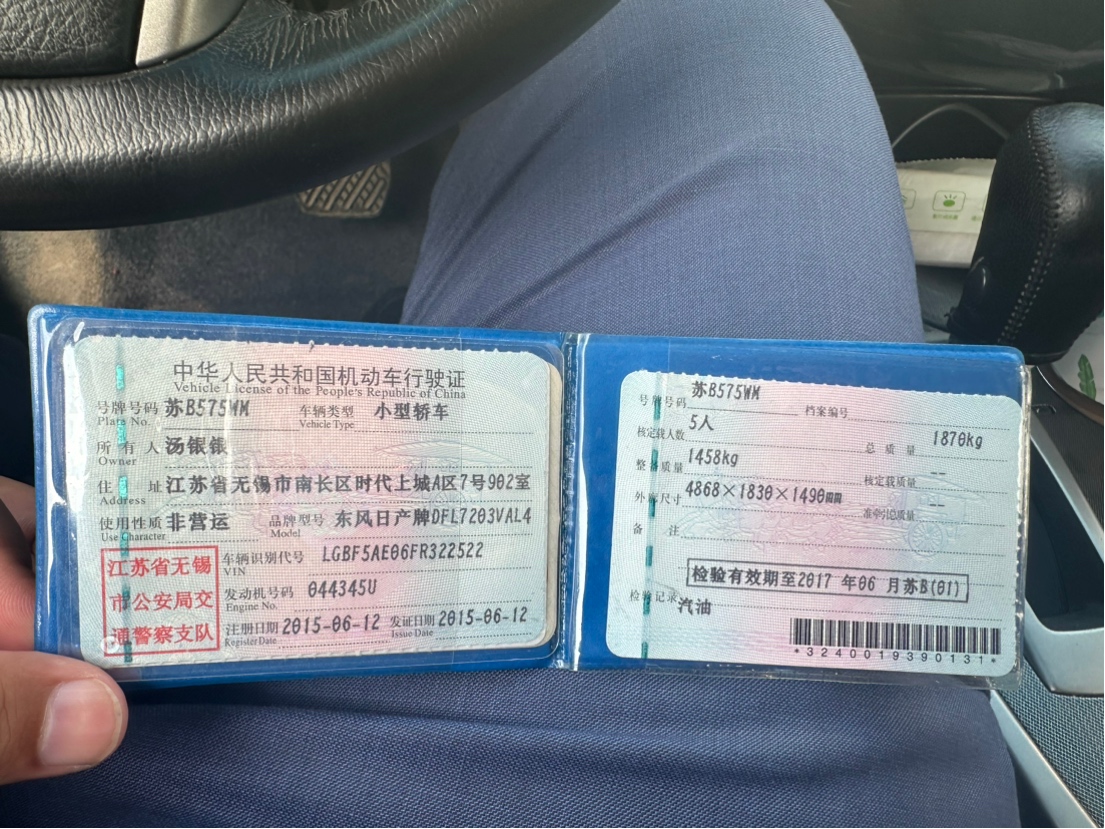 中华人民共和国机动车行驶证
Vehicle License of the People's Republic of China
号牌号码 苏B575WM 车辆类型 小型轿车
Plate No. Vehicle Type
所有人 汤银银
Owner
住址 江苏省无锡市南长区时代上城A区7号902室
Address
使用性质 非营运 品牌型号 东风日产牌DFL7203VAL4
Use Character Model
江苏省无锡
市公安局交
通警察支队
车辆识别代号 LGBF5AE06FR322522
VIN
发动机号码 044345U
Engine No.
注册日期 2015-06-12 发证日期 2015-06-12
Register Date Issue Date
号牌号码 苏B575WM 档案编号
核定载人数 5人 总质量 1870kg
整备质量 1458kg 核定载质量 --
外廓尺寸 4868×1830×1490mm 准牵引总质量 --
备注
检验有效期至2017年06月苏B(01)
检验记录
汽油
*3240019390131*